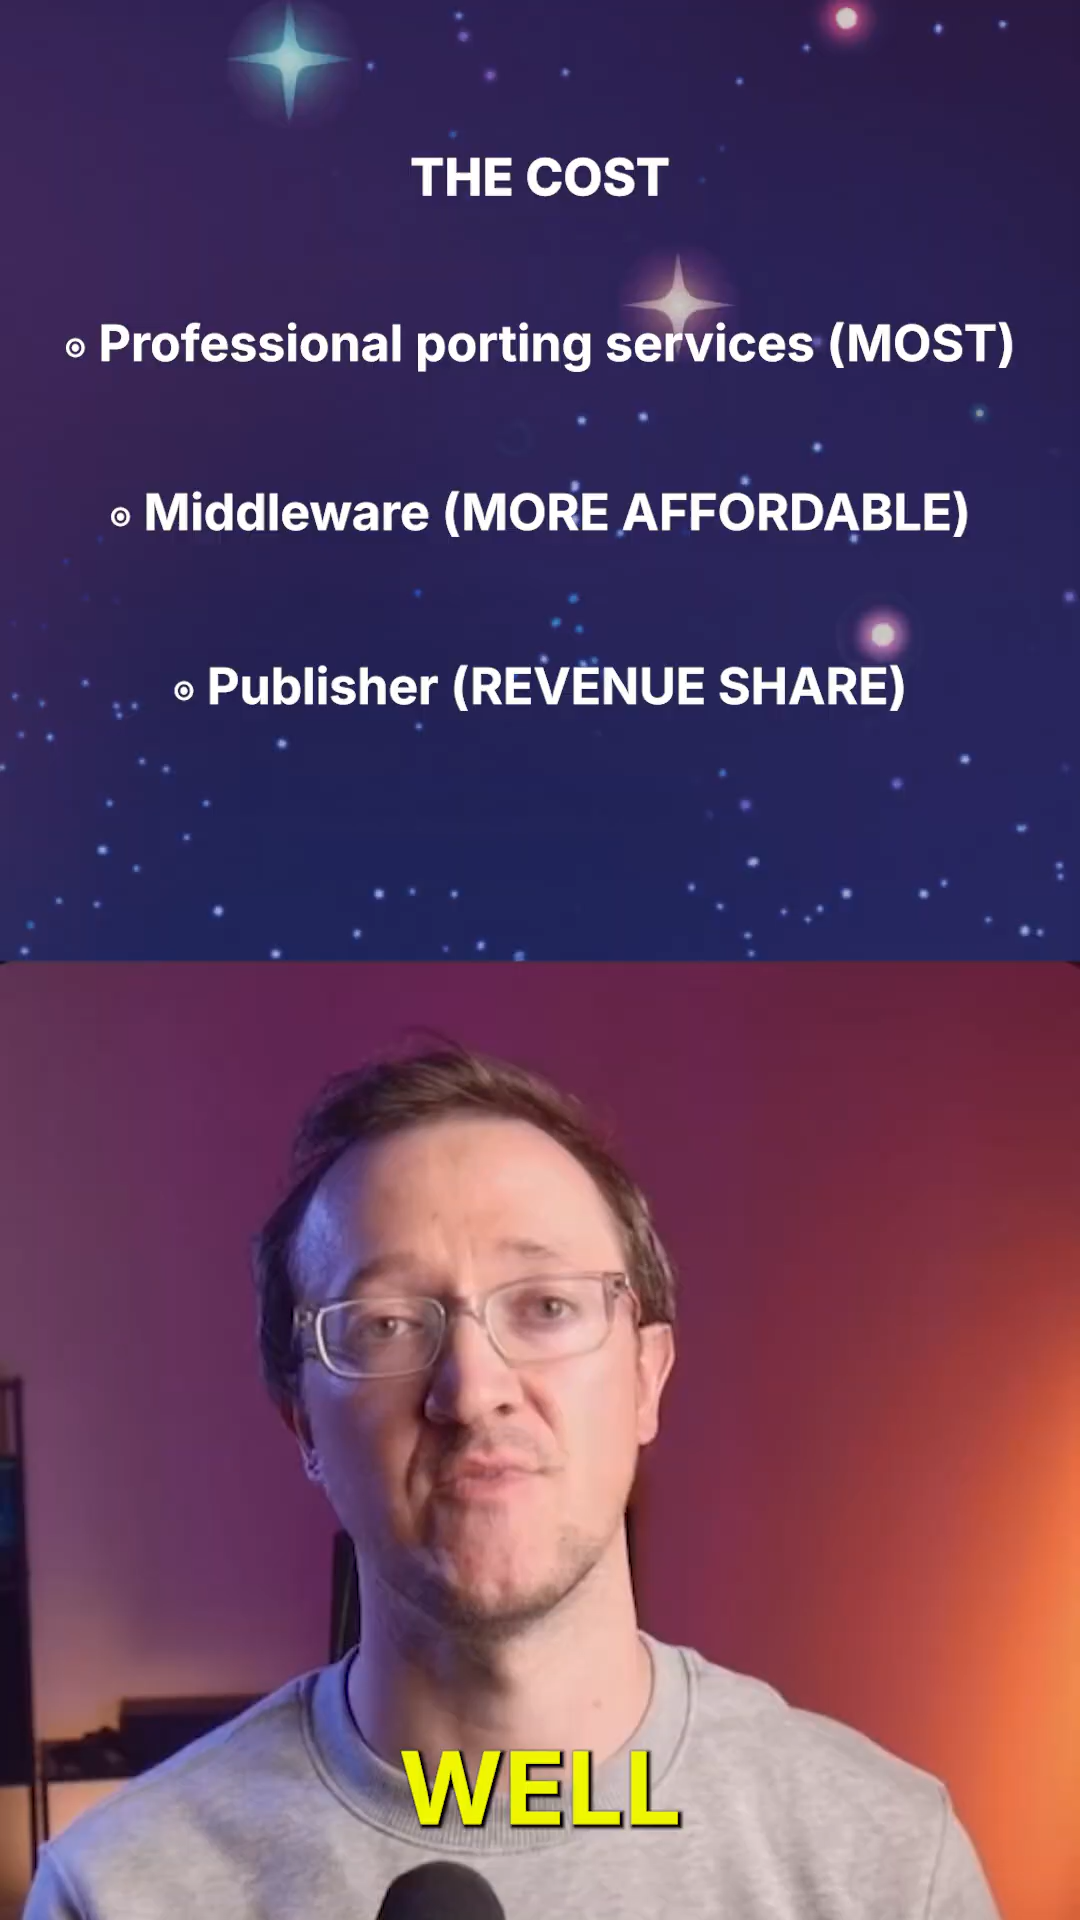 THE COST
⦾ Professional porting services (MOST)
⦾ Middleware (MORE AFFORDABLE)
⦾ Publisher (REVENUE SHARE)
WELL